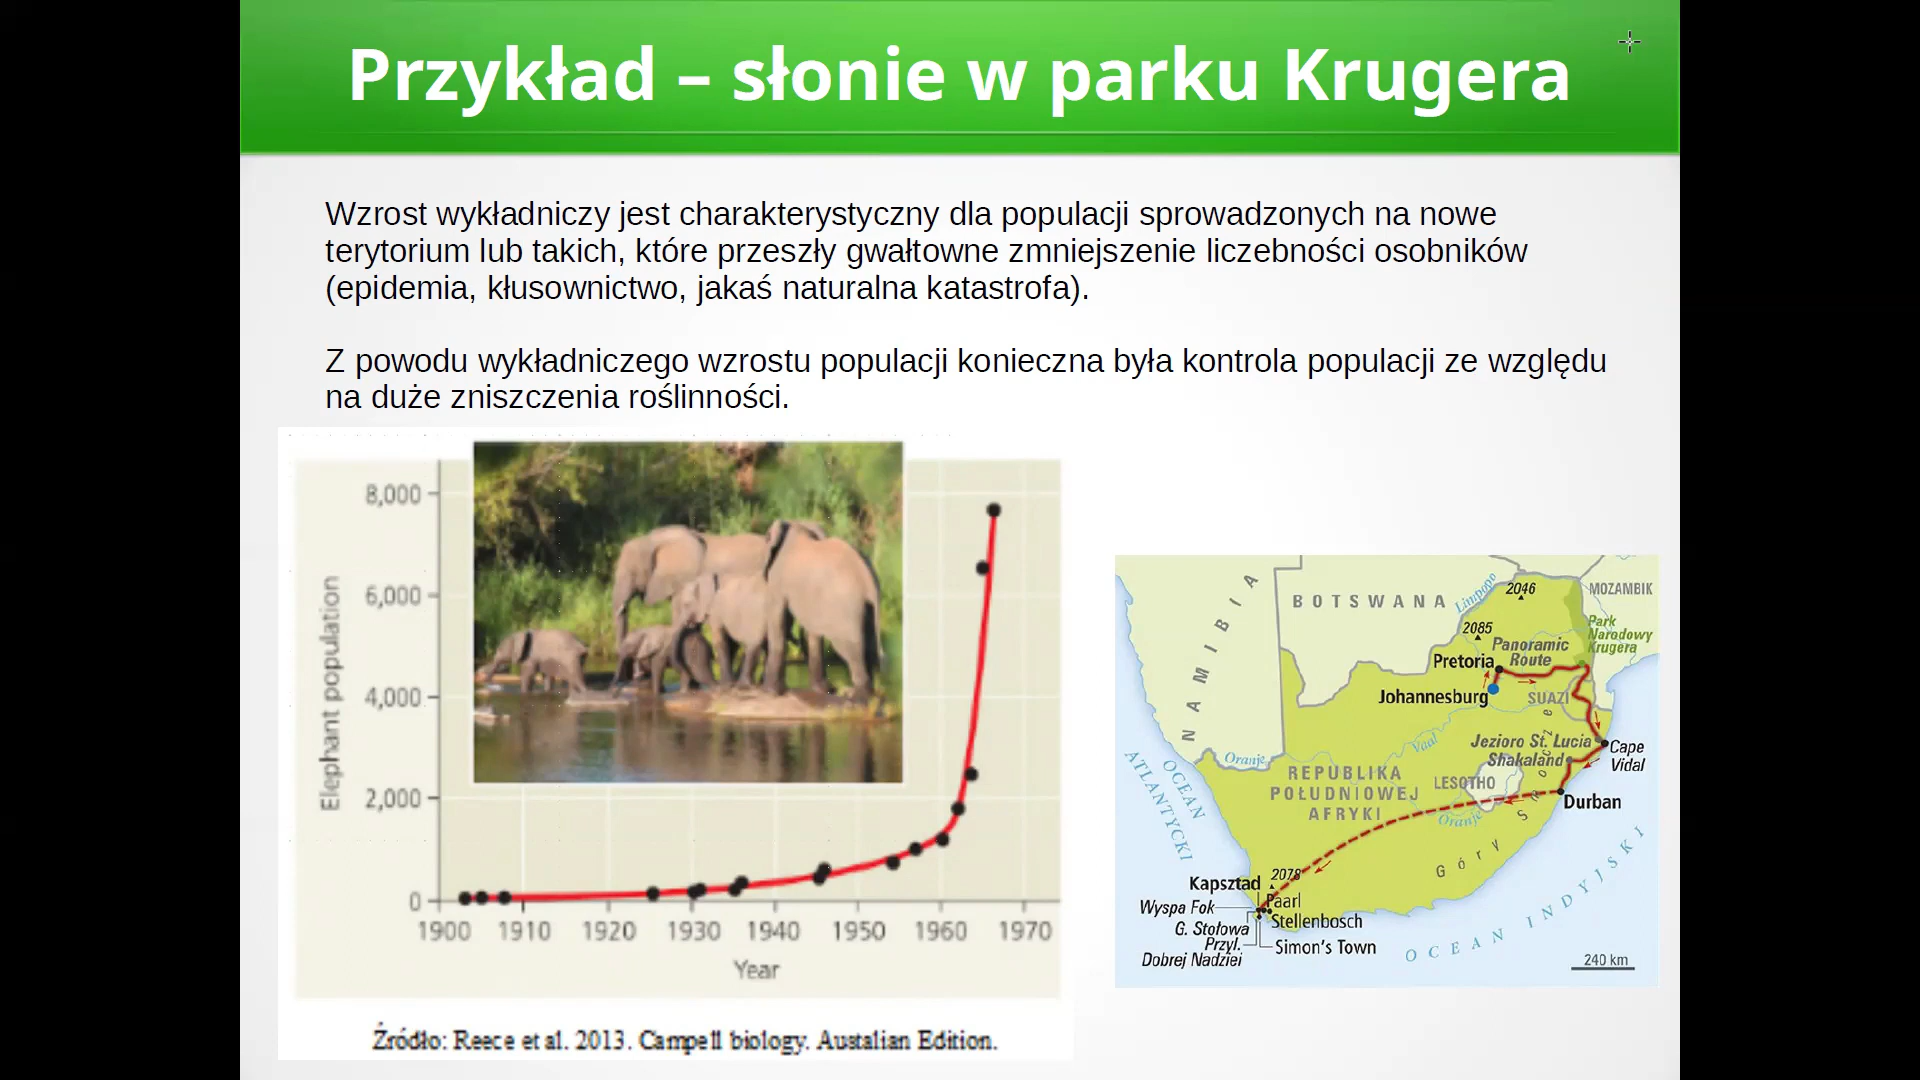 Przykład – słonie w parku Krugera
Wzrost wykładniczy jest charakterystyczny dla populacji sprowadzonych na nowe
terytorium lub takich, które przeszły gwałtowne zmniejszenie liczebności osobników
(epidemia, kłusownictwo, jakaś naturalna katastrofa).
Z powodu wykładniczego wzrostu populacji konieczna była kontrola populacji ze względu
na duże zniszczenia roślinności.
Elephant population
8,000
6,000
4,000
2,000
0
1900 1910 1920 1930 1940 1950 1960 1970
Year
Źródło: Reece et al. 2013. Campell biology. Austalian Edition.
NAMIBIA
BOTSWANA
Limpopo
2046
MOZAMBIK
2085
Park
Narodowy
Krugera
Panoramic
Route
Pretoria
Johannesburg
SUAZI
Vaal
Oranje
Jezioro St. Lucia
Shakaland
Cape
Vidal
REPUBLIKA
POŁUDNIOWEJ
AFRYKI
LESOTHO
Durban
Oranje
Góry Smocze
OCEAN
ATLANTYCKI
2078
Kapsztad
Paarl
Wyspa Fok
Stellenbosch
G. Stołowa
Przyl.
Dobrej Nadziei
Simon's Town
OCEAN INDYJSKI
240 km